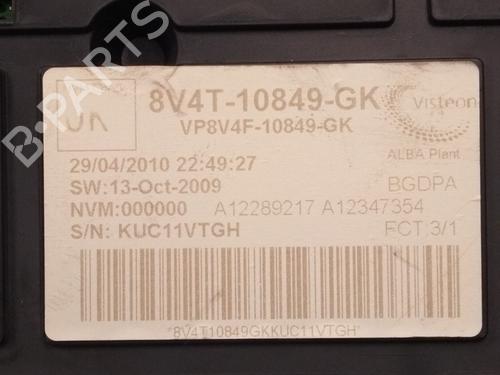 B-PARTS
UK
8V4T-10849-GK
VP8V4F-10849-GK
Visteon
ALBA Plant
29/04/2010 22:49:27
SW:13-Oct-2009
BGDPA
NVM:000000 A12289217 A12347354
S/N: KUC11VTGH
FCT:3/1
*8V4T10849GKKUC11VTGH*